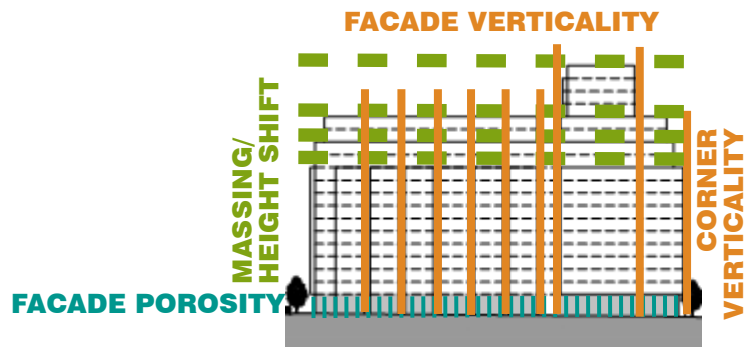 FACADE VERTICALITY
MASSING/
HEIGHT SHIFT
CORNER
VERTICALITY
FACADE POROSITY